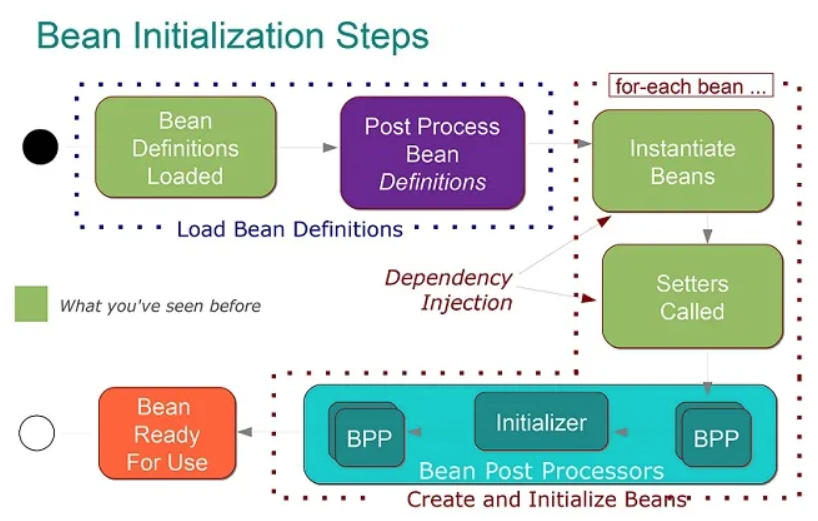 Bean Initialization Steps
for-each bean ...
Bean
Definitions
Loaded
Post Process
Bean
Definitions
Instantiate
Beans
Load Bean Definitions
Dependency
Injection
Setters
Called
What you've seen before
Bean
Ready
For Use
BPP
Initializer
BPP
Bean Post Processors
Create and Initialize Beans